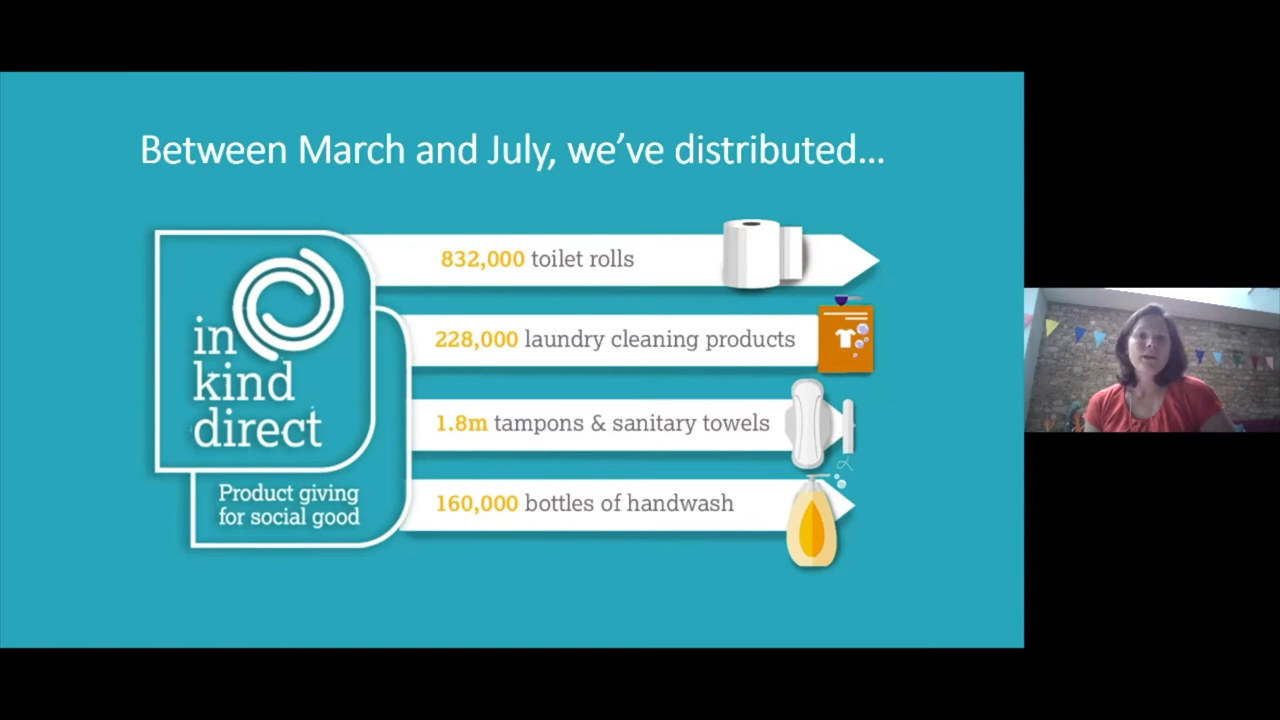 Between March and July, we've distributed...
in
kind
direct
Product giving
for social good
832,000 toilet rolls
228,000 laundry cleaning products
1.8m tampons & sanitary towels
160,000 bottles of handwash